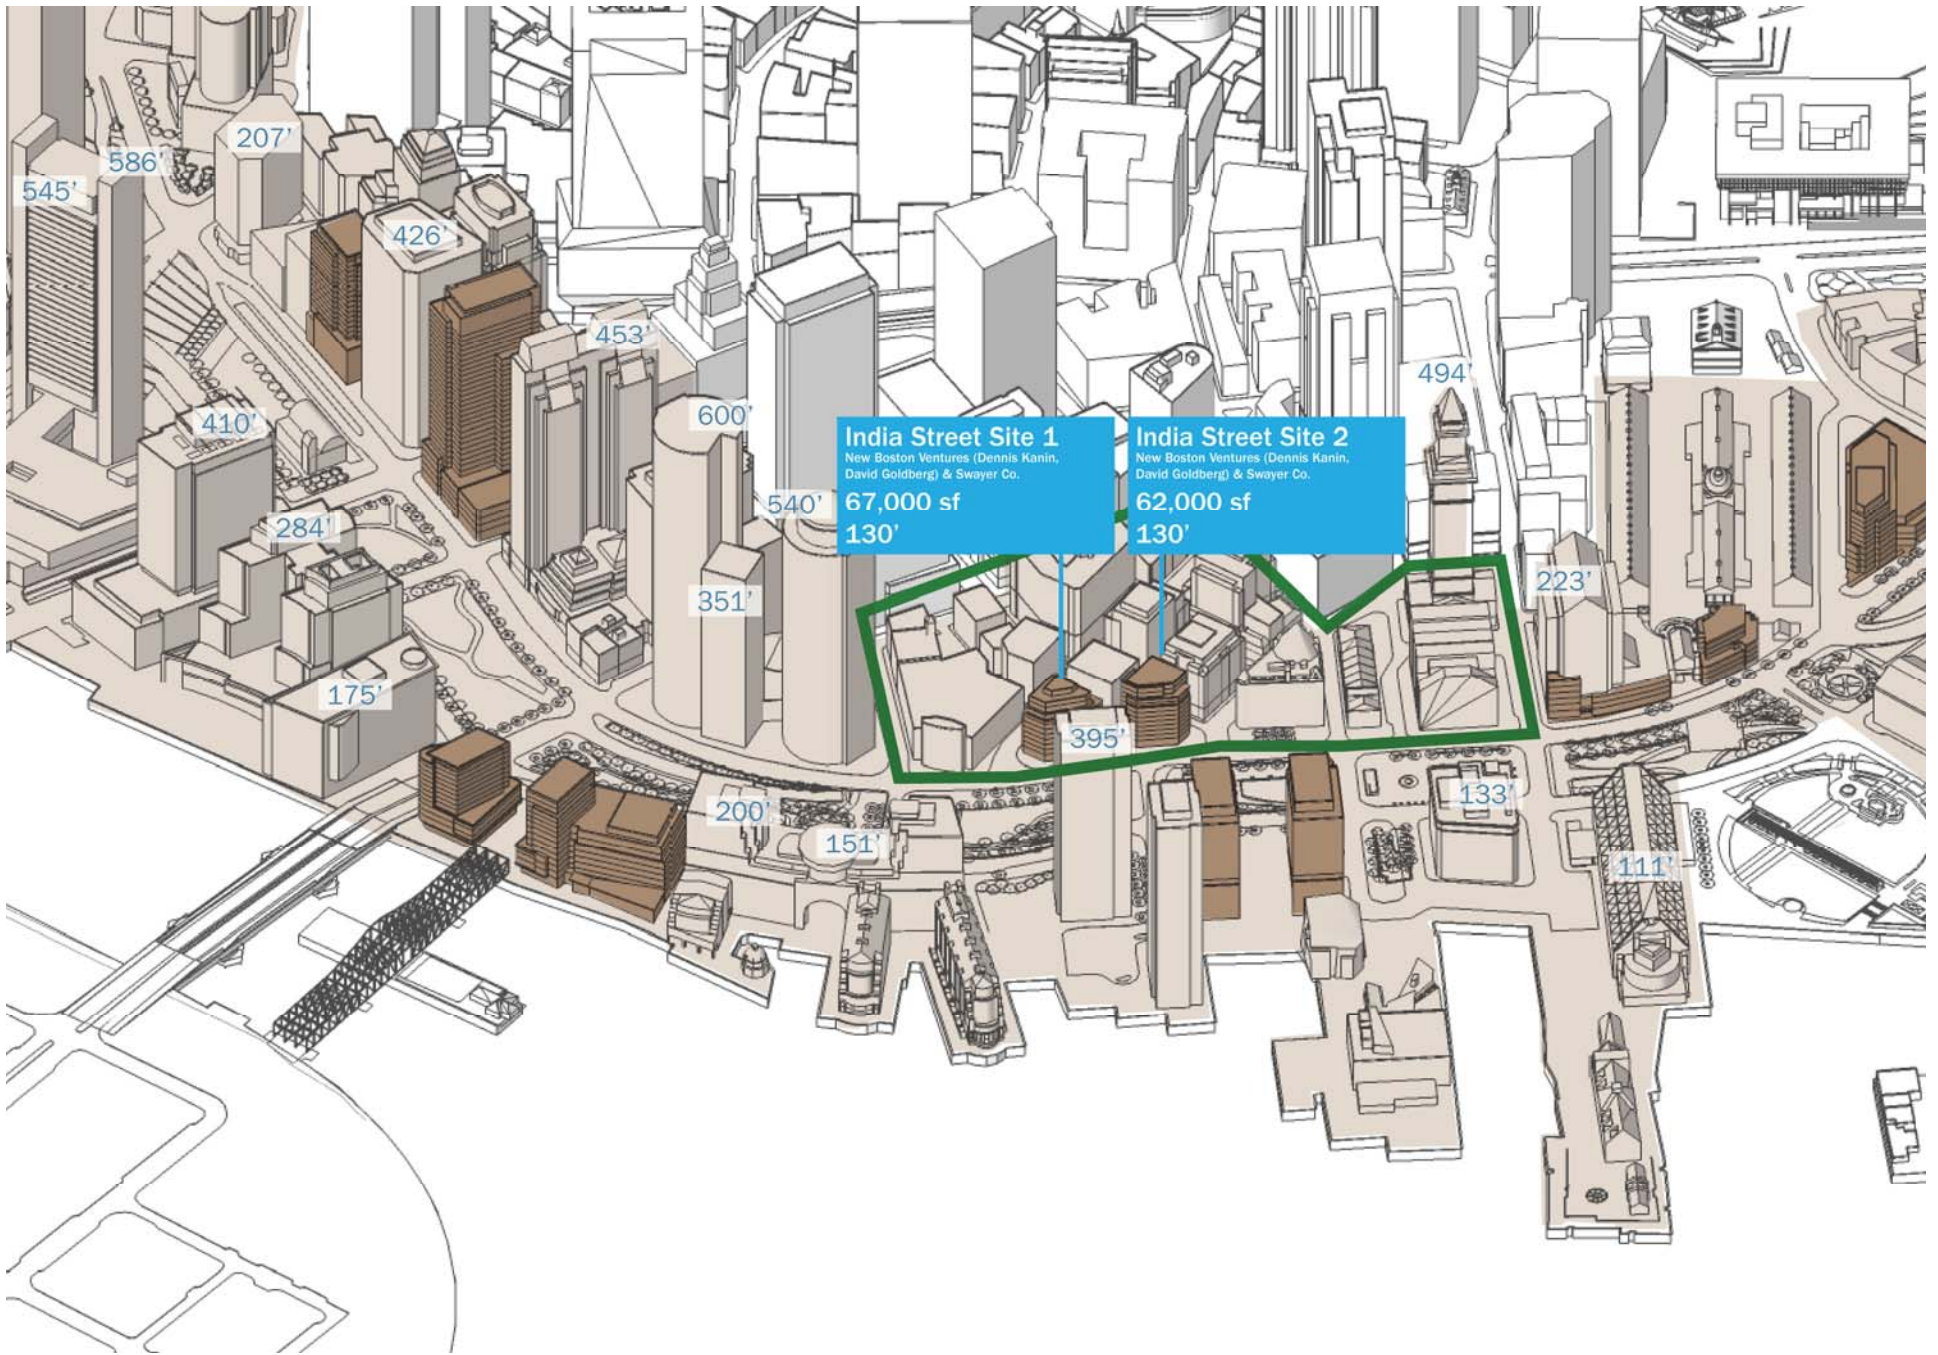 207'
586'
545'
426'
453'
494'
410'
600'
India Street Site 1
New Boston Ventures (Dennis Kanin,
David Goldberg) & Swayer Co.
67,000 sf
130'
India Street Site 2
New Boston Ventures (Dennis Kanin,
David Goldberg) & Swayer Co.
62,000 sf
130'
540'
284'
223'
351'
175'
395'
133'
200'
151'
111'